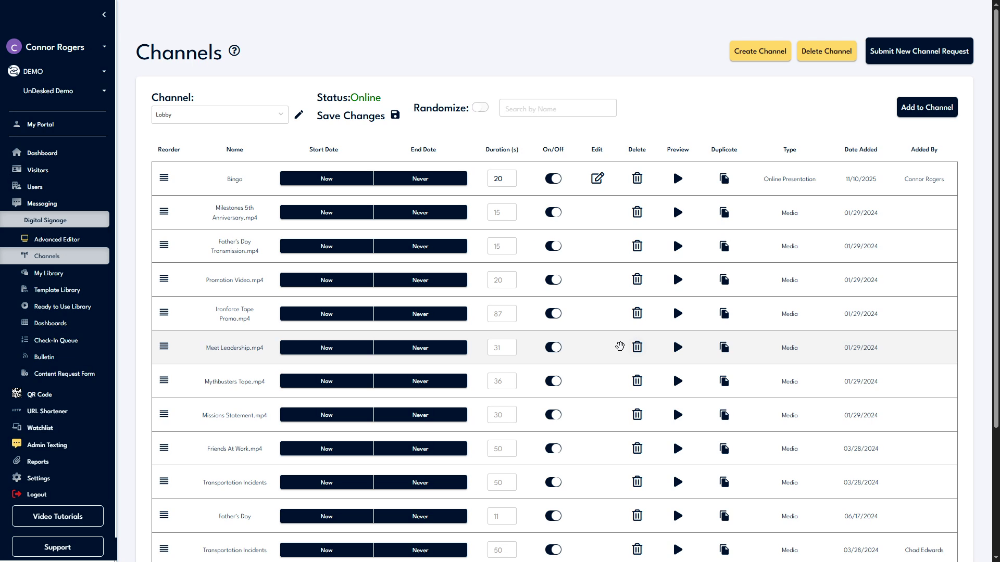 C
Connor Rogers
DEMO
UnDesked Demo
My Portal
Dashboard
Visitors
Users
Messaging
Digital Signage
Advanced Editor
Channels
My Library
Template Library
Ready to Use Library
Dashboards
Check-In Queue
Bulletin
Content Request Form
QR Code
HTTP URL Shortener
Watchlist
Admin Texting
Reports
Settings
Logout
Video Tutorials
Support
Channels ?
Create Channel
Delete Channel
Submit New Channel Request
Channel:
Lobby
Status:Online
Save Changes
Randomize:
Search by Name
Add to Channel
Reorder Name Start Date End Date Duration (s) On/Off Edit Delete Preview Duplicate Type Date Added Added By
Bingo Now Never 20 Online Presentation 11/10/2025 Connor Rogers
Milestones 5th
Anniversary.mp4 Now Never 15 Media 01/29/2024
Father's Day
Transmission.mp4 Now Never 15 Media 01/29/2024
Promotion Video.mp4 Now Never 20 Media 01/29/2024
Ironforce Tape
Promo.mp4 Now Never 87 Media 01/29/2024
Meet Leadership.mp4 Now Never 31 Media 01/29/2024
Mythbusters Tape.mp4 Now Never 36 Media 01/29/2024
Missions Statement.mp4 Now Never 30 Media 01/29/2024
Friends At Work.mp4 Now Never 50 Media 03/28/2024
Transportation Incidents Now Never 50 Media 03/28/2024
Father's Day Now Never 11 Media 06/17/2024
Transportation Incidents Now Never 50 Media 03/28/2024 Chad Edwards